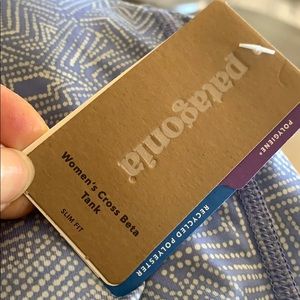 patagonia®
Women's Cross Beta
Tank
SLIM FIT
RECYCLED POLYESTER
POLYGIENE®